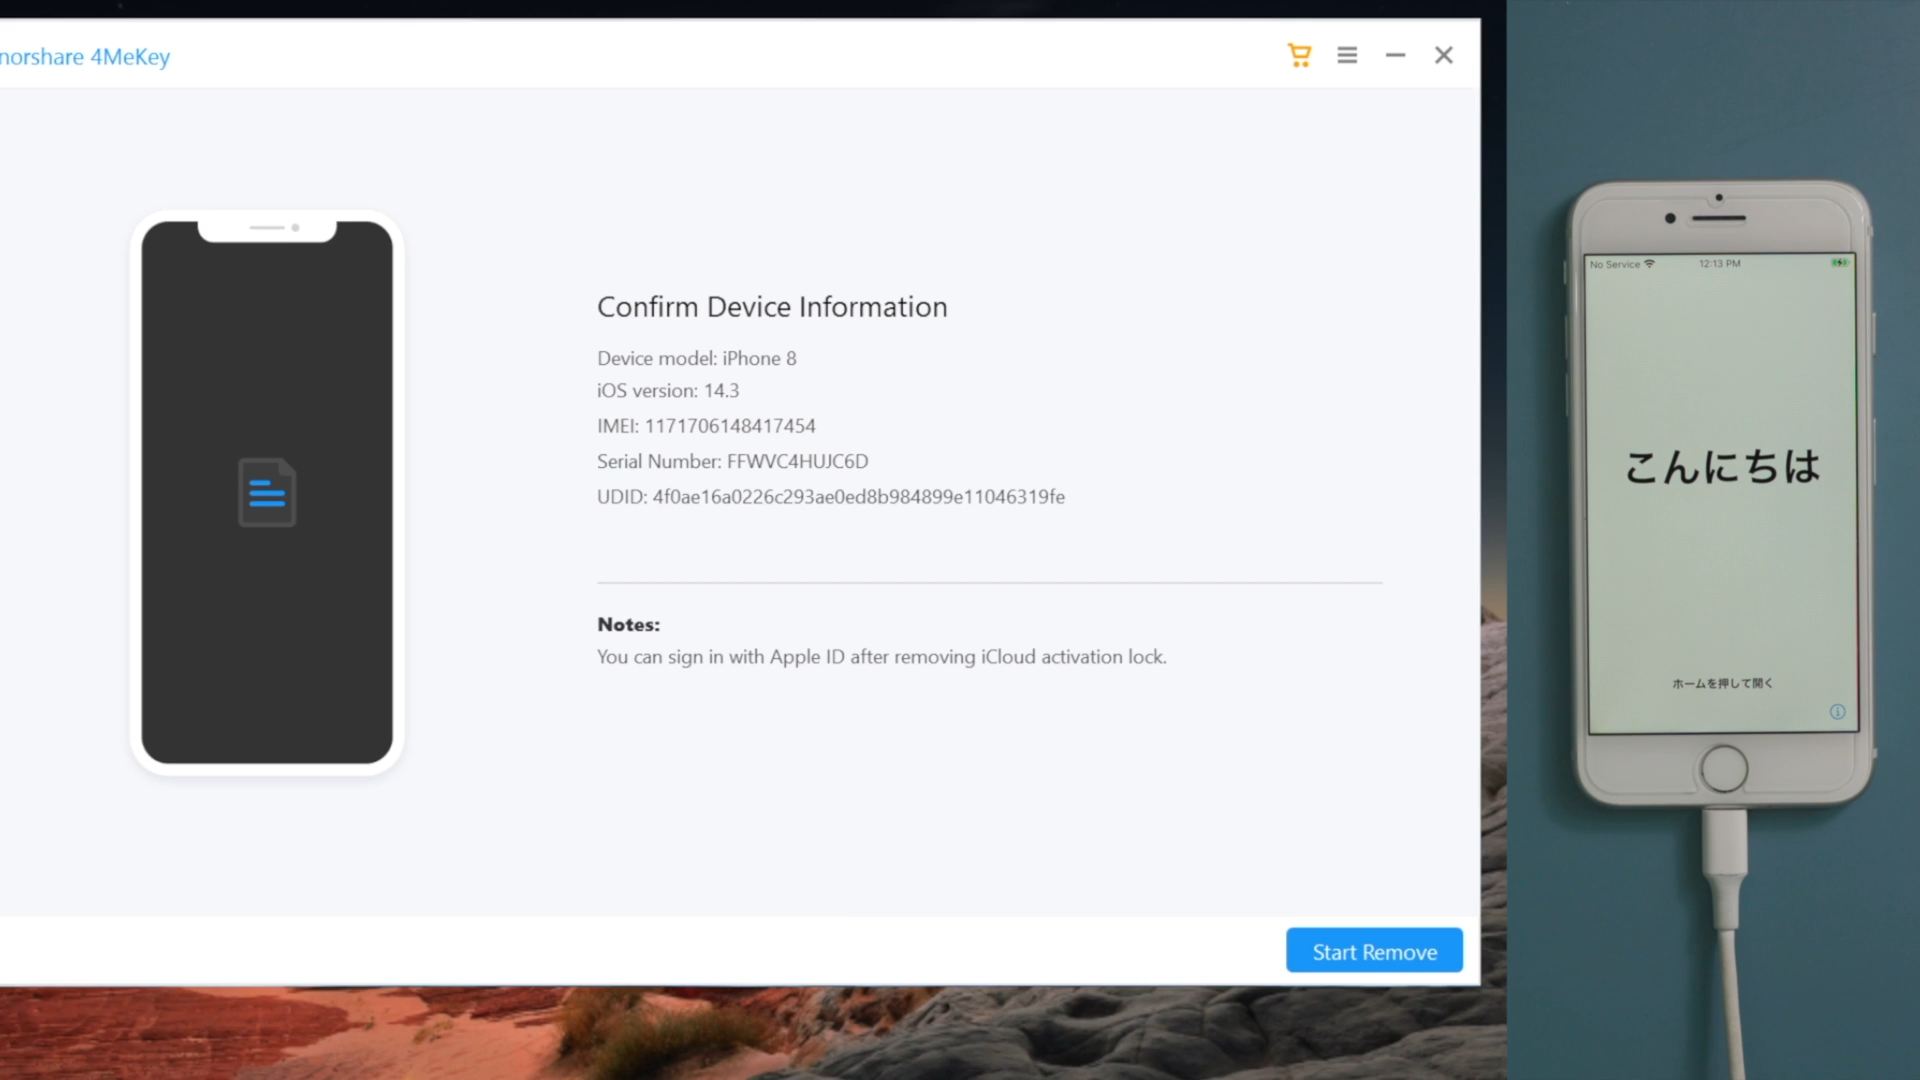 norshare 4MeKey
Confirm Device Information
Device model: iPhone 8
iOS version: 14.3
IMEI: 1171706148417454
Serial Number: FFWVC4HUJC6D
UDID: 4f0ae16a0226c293ae0ed8b984899e11046319fe
Notes:
You can sign in with Apple ID after removing iCloud activation lock.
Start Remove
No Service
12:13 PM
こんにちは
ホームを押して開く